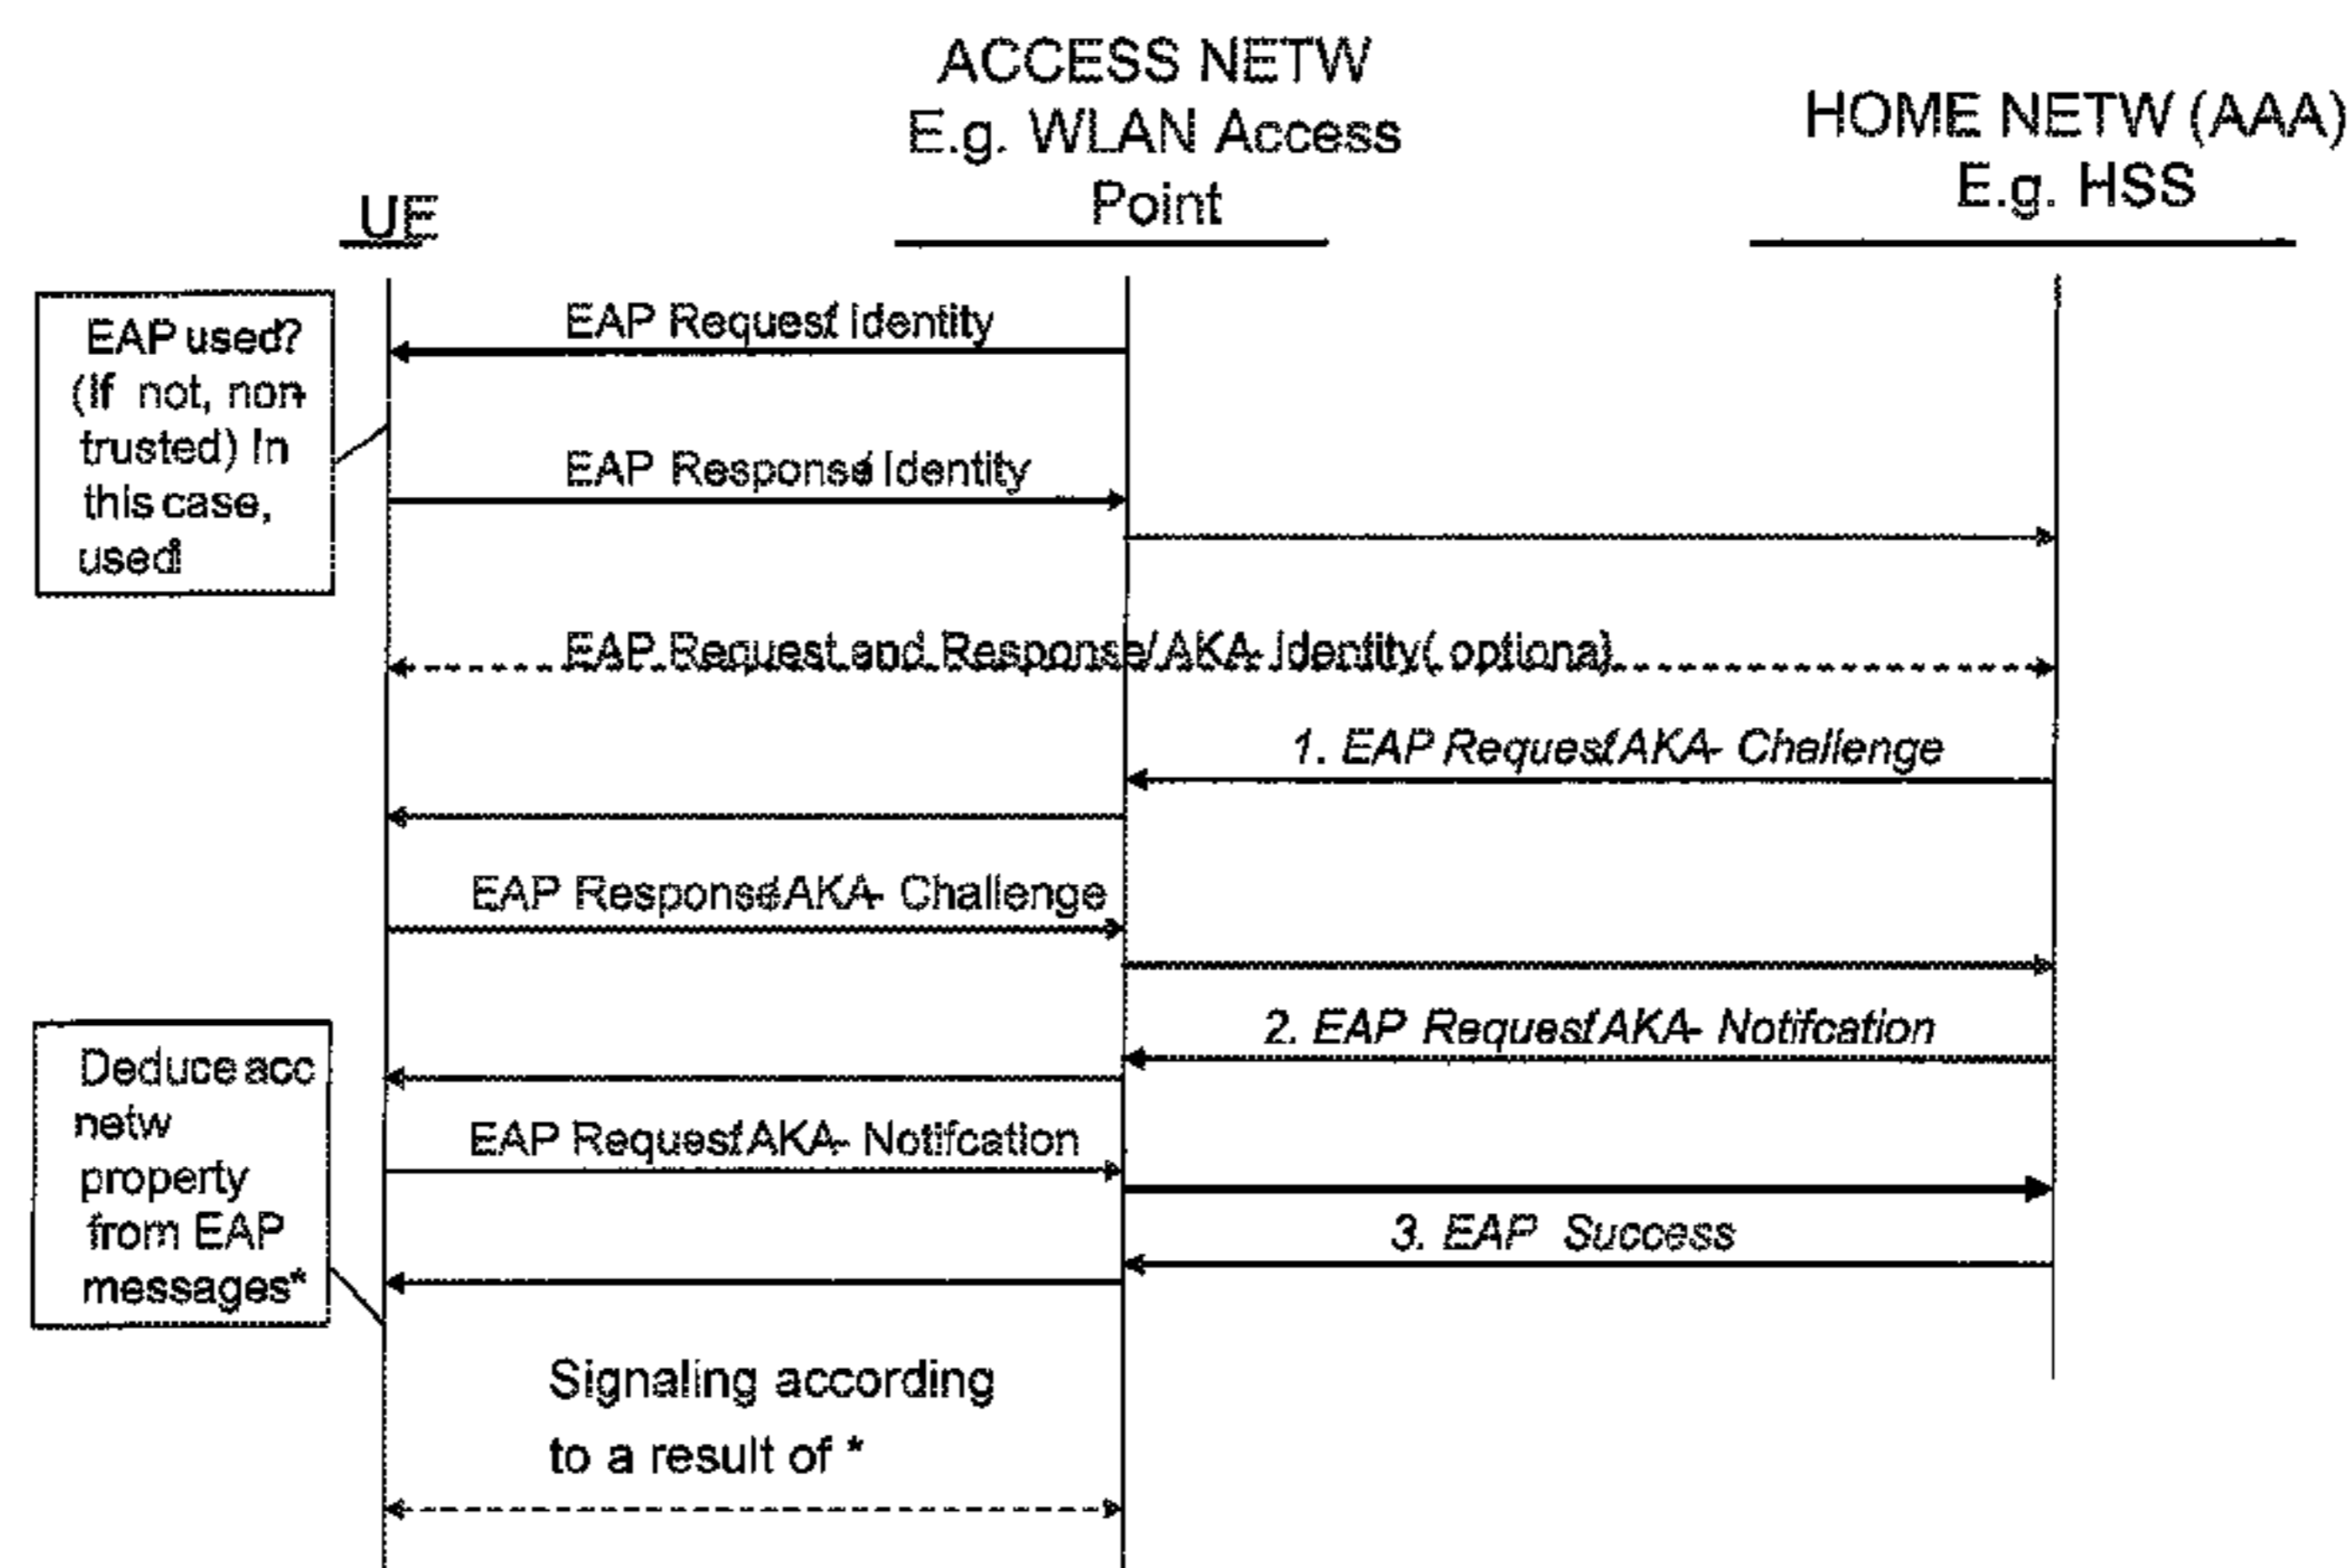 ACCESS NETW
E.g. WLAN Access
Point
HOME NETW (AAA)
E.g. HSS
UE
EAP used?
(If not, non-
trusted) In
this case,
used!
EAP Request/ Identity
EAP Response/ Identity
EAP Request and Response/ AKA- Identity( optional)
1. EAP Request/AKA- Challenge
EAP Response/AKA- Challenge
2. EAP Request/AKA- Notifcation
Deduce acc
netw
property
from EAP
messages*
EAP Request/AKA- Notifcation
3. EAP Success
Signaling according
to a result of *